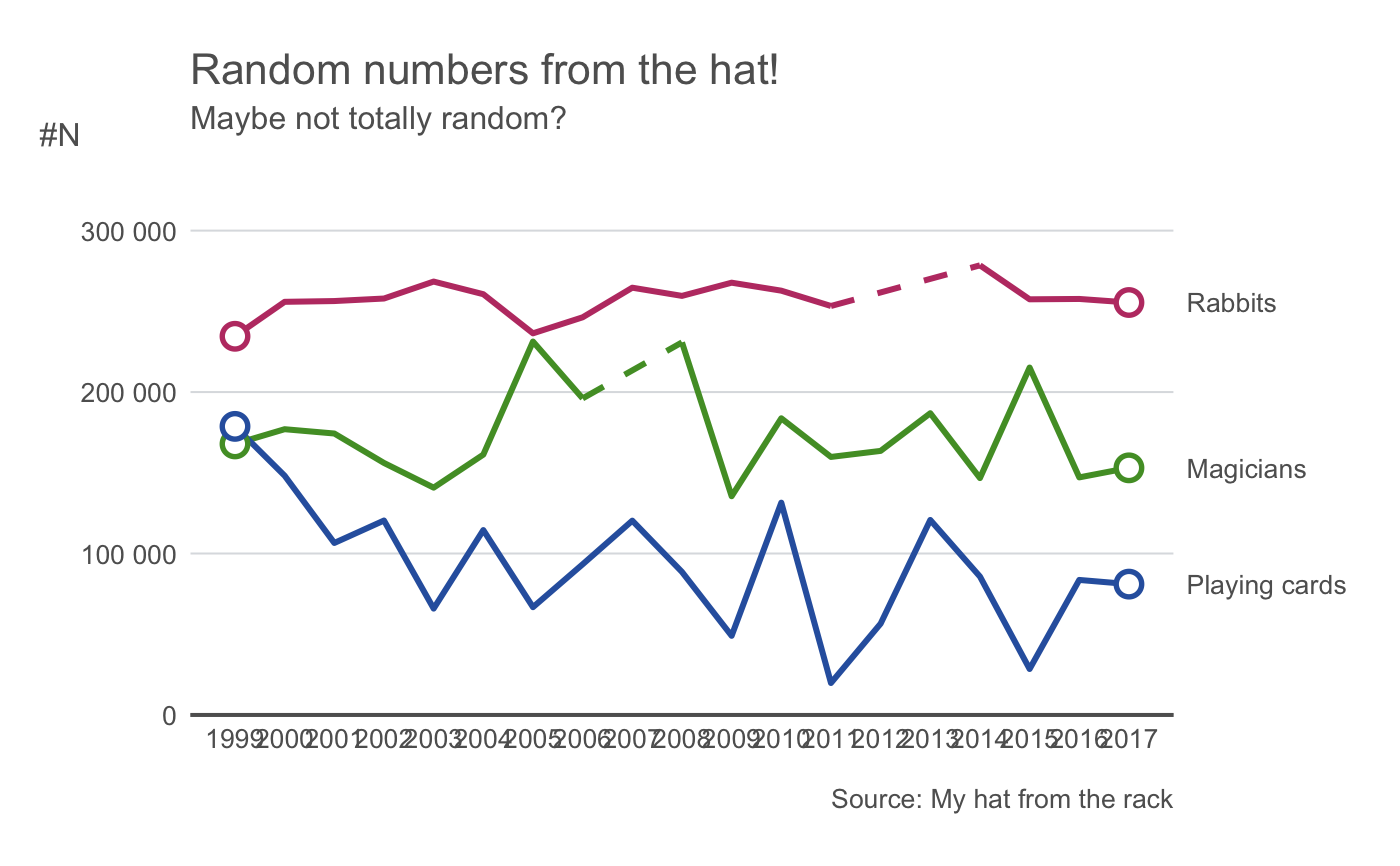 Random numbers from the hat!
Maybe not totally random?
#N
300 000
200 000
100 000
0
Rabbits
Magicians
Playing cards
1999 2000 2001 2002 2003 2004 2005 2006 2007 2008 2009 2010 2011 2012 2013 2014 2015 2016 2017
Source: My hat from the rack